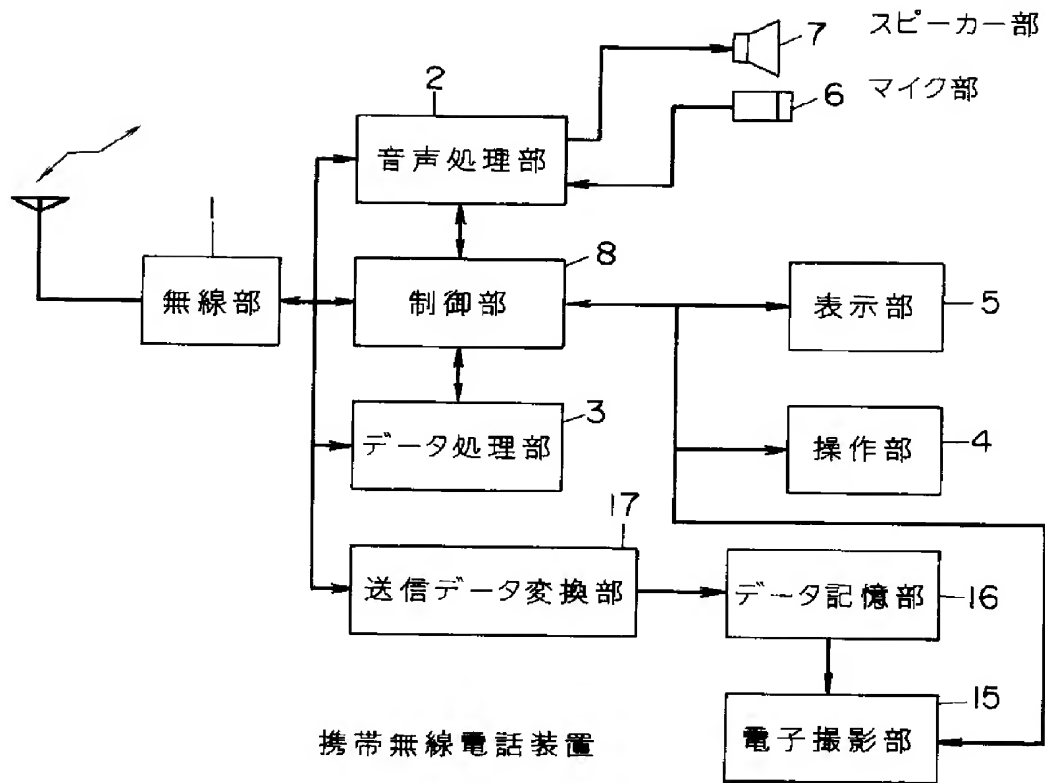 7 スピーカー部
2
6 マイク部
音声処理部
1
8
無線部
制御部
表示部 5
3
データ処理部
操作部 4
17
送信データ変換部
データ記憶部 16
15
電子撮影部
携帯無線電話装置